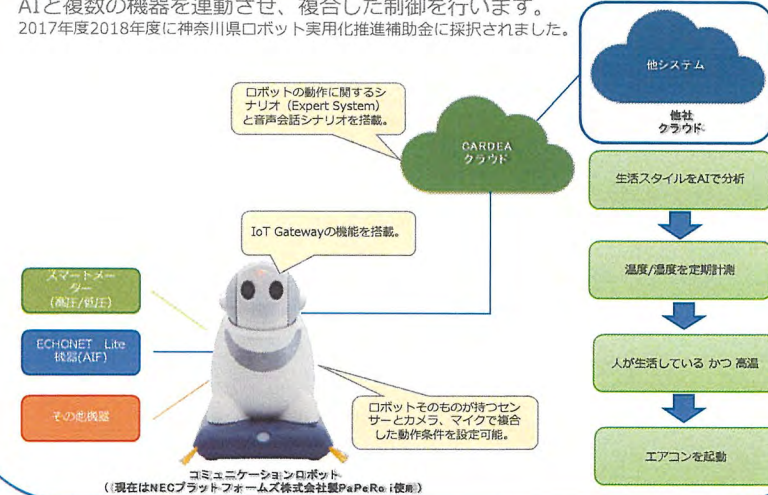 AIと複数の機器を連動させ、複合した制御を行います。
2017年度2018年度に神奈川県ロボット実用化推進補助金に採択されました。
他システム
他社
クラウド
ロボットの動作に関するシ
ナリオ（Expert System）
と音声会話シナリオを搭載。
CARDEA
クラウド
生活スタイルをAIで分析
IoT Gatewayの機能を搭載。
温度/湿度を定期計測
スマートメー
ター
(高圧/低圧)
ECHONET Lite
機器(AIF)
人が生活している かつ 高温
その他機器
ロボットそのものが持つセン
サーとカメラ、マイクで複合
した動作条件を設定可能。
エアコンを起動
コミュニケーションロボット
（（現在はNECプラットフォームズ株式会社製PaPeRo i使用）